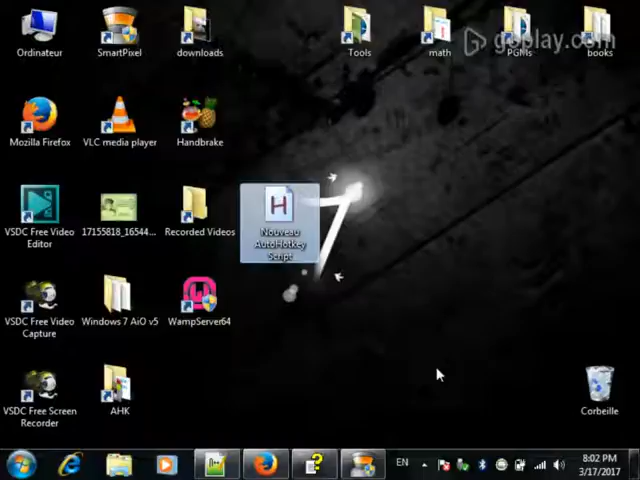 goplay.com
Ordinateur
SmartPixel
downloads
Tools
math
PGMs
books
Mozilla Firefox
VLC media player
Handbrake
VSDC Free Video
Editor
17155818_16544...
Recorded Videos
H
Nouveau
AutoHotkey
Script
VSDC Free Video
Capture
Windows 7 AiO v5
WampServer64
VSDC Free Screen
Recorder
AHK
Corbeille
EN
8:02 PM
3/17/2017